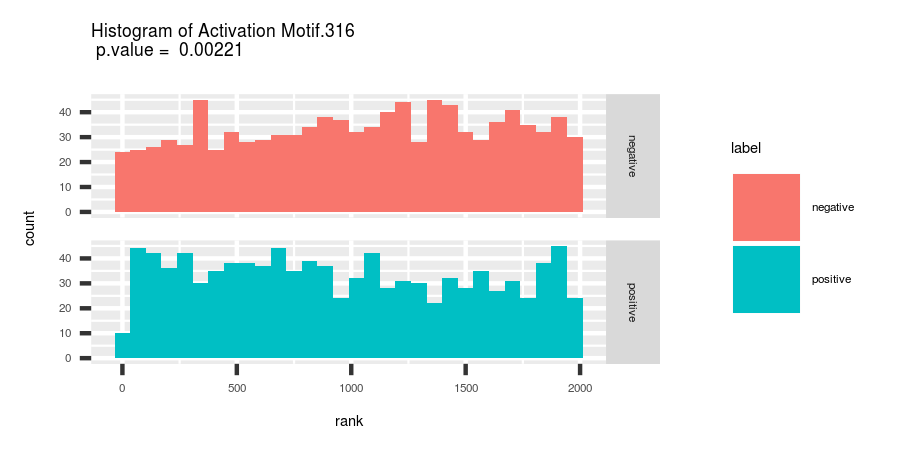 Histogram of Activation Motif.316
p.value = 0.00221
count
40
30
20
10
0
negative
40
30
20
10
0
positive
0 500 1000 1500 2000
rank
label
negative
positive